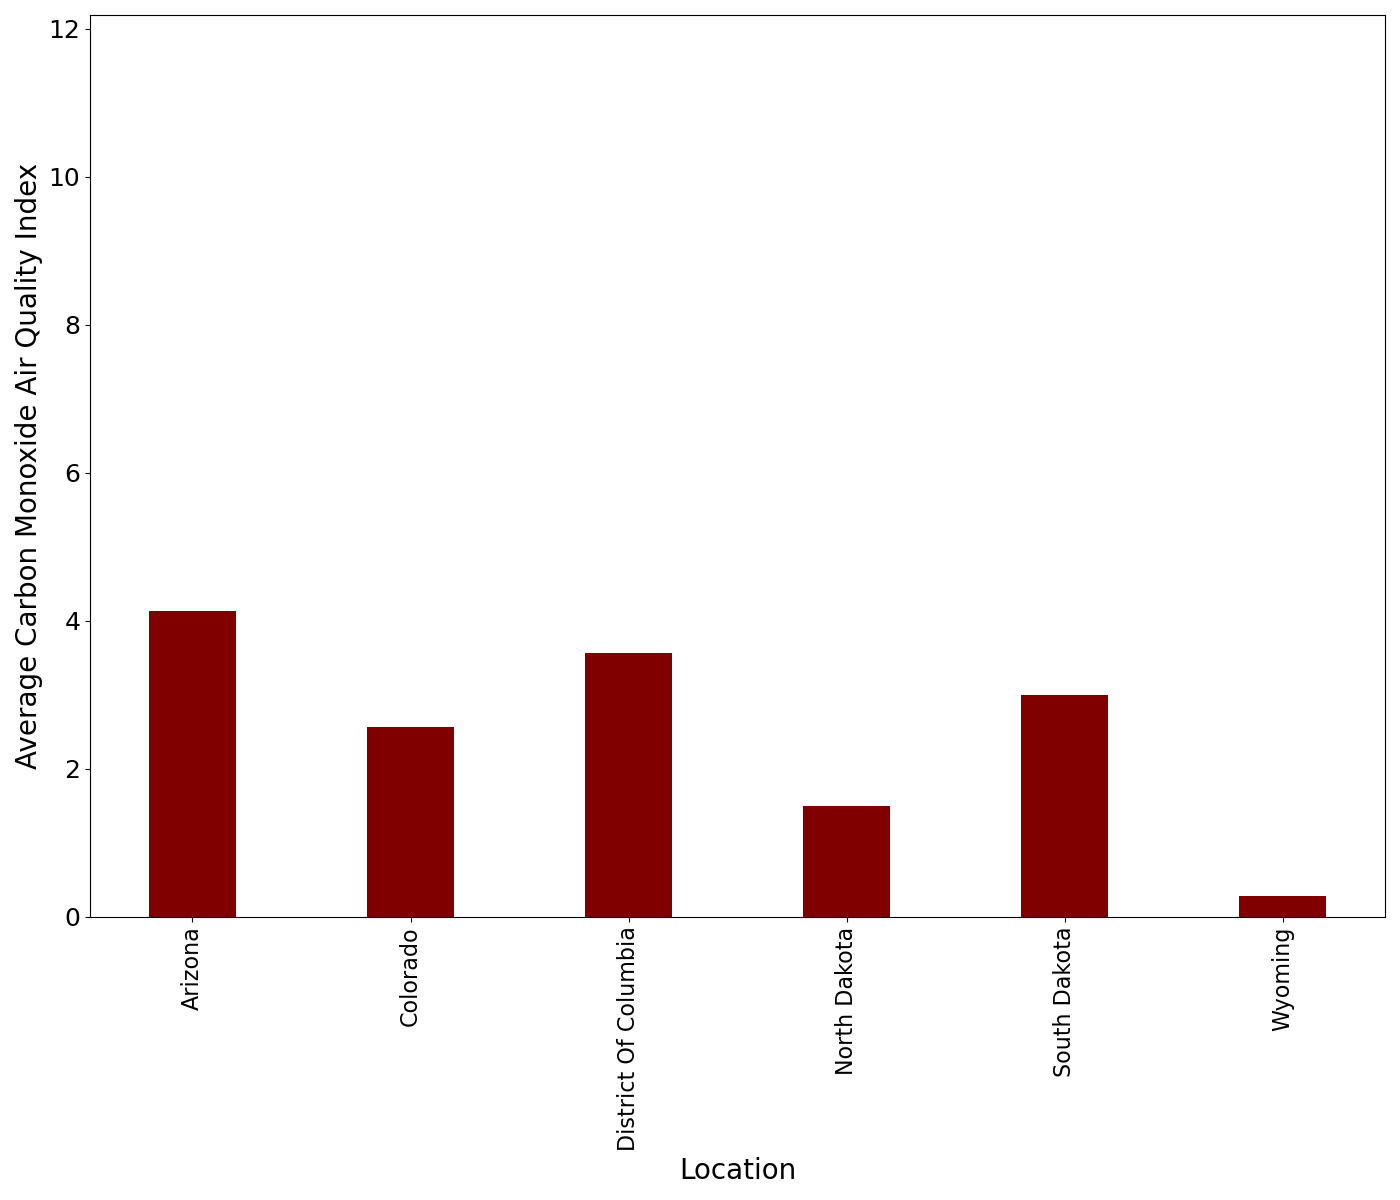 Average Carbon Monoxide Air Quality Index
12
10
8
6
4
2
0
Arizona
Colorado
District Of Columbia
North Dakota
South Dakota
Wyoming
Location